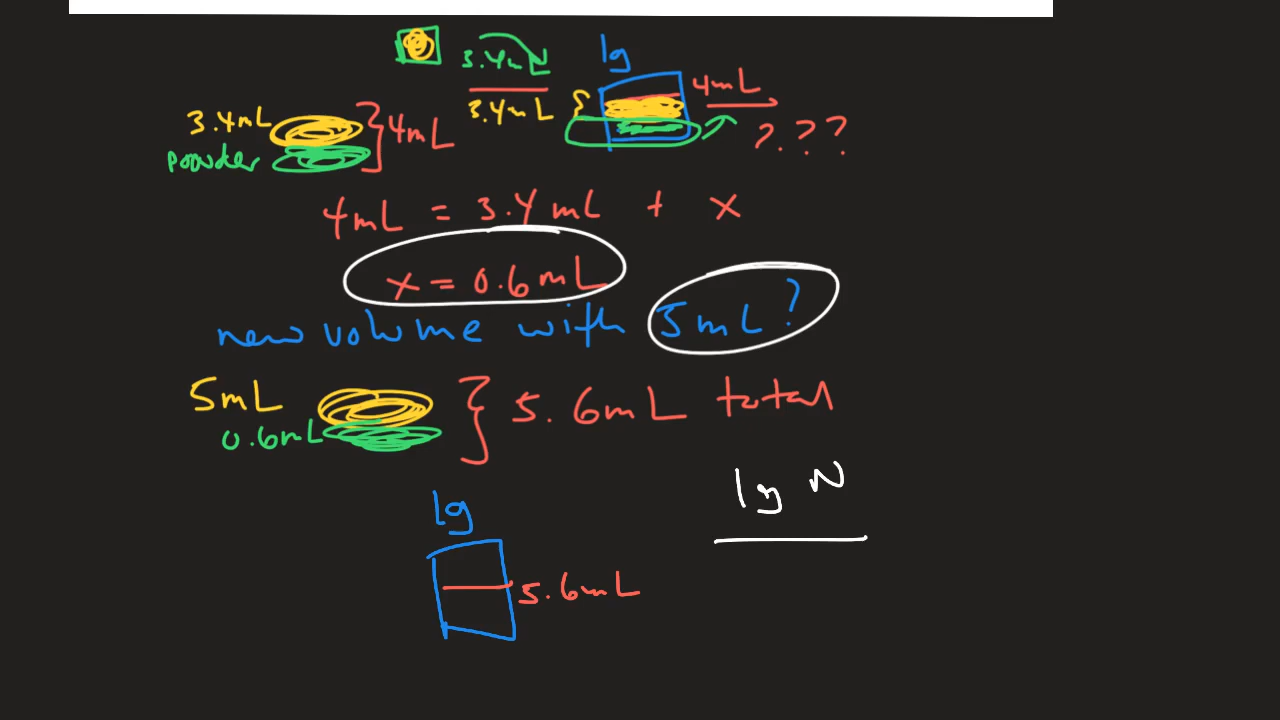 3.4mL
1g
3.4mL
4mL
3.4mL
4mL
powder
? ? ?
4mL = 3.4mL + x
x = 0.6mL
new volume with 5mL?
5mL
0.6mL
5.6mL total
1g N
1g
5.6mL